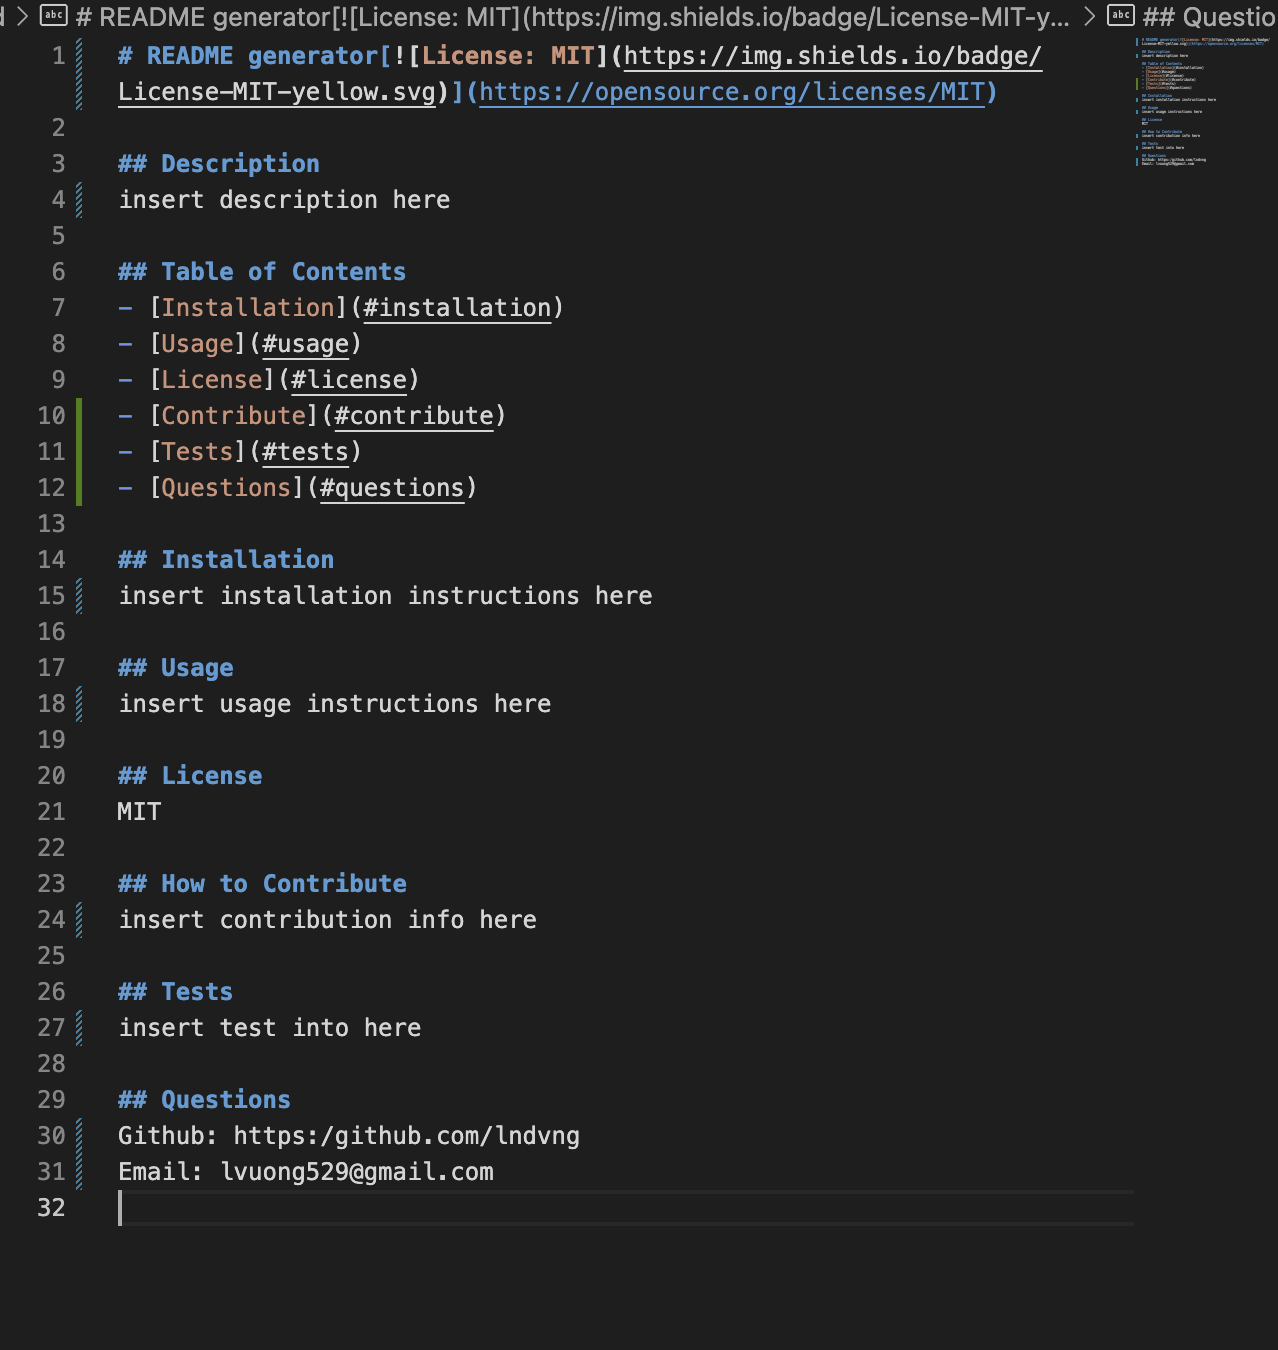 d > abc # README generator[![License: MIT](https://img.shields.io/badge/License-MIT-y... > abc ## Questio
1 # README generator[![License: MIT](https://img.shields.io/badge/
License-MIT-yellow.svg)](https://opensource.org/licenses/MIT)
2
3 ## Description
4 insert description here
5
6 ## Table of Contents
7 - [Installation](#installation)
8 - [Usage](#usage)
9 - [License](#license)
10 - [Contribute](#contribute)
11 - [Tests](#tests)
12 - [Questions](#questions)
13
14 ## Installation
15 insert installation instructions here
16
17 ## Usage
18 insert usage instructions here
19
20 ## License
21 MIT
22
23 ## How to Contribute
24 insert contribution info here
25
26 ## Tests
27 insert test into here
28
29 ## Questions
30 Github: https:/github.com/lndvng
31 Email: lvuong529@gmail.com
32